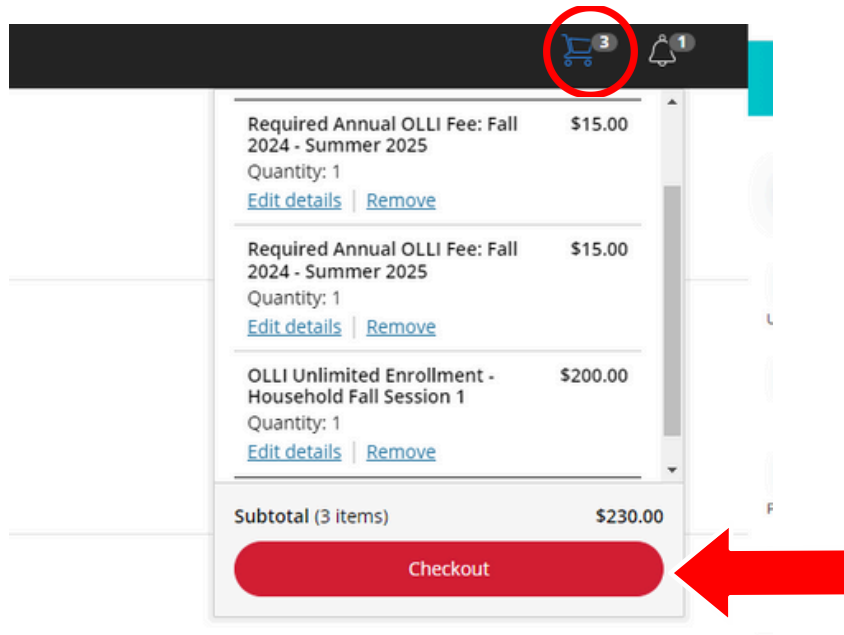 3
1
Required Annual OLLI Fee: Fall $15.00
2024 - Summer 2025
Quantity: 1
Edit details | Remove
Required Annual OLLI Fee: Fall $15.00
2024 - Summer 2025
Quantity: 1
Edit details | Remove
OLLI Unlimited Enrollment - $200.00
Household Fall Session 1
Quantity: 1
Edit details | Remove
Subtotal (3 items) $230.00
Checkout